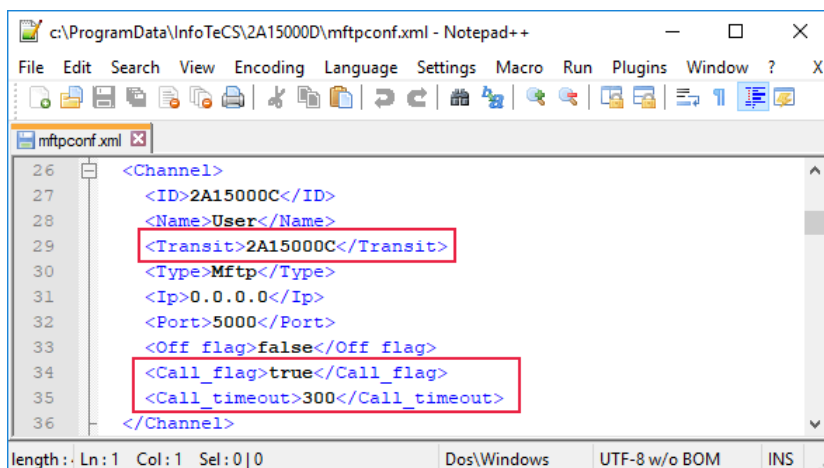 c:\ProgramData\InfoTeCS\2A15000D\mftpconf.xml - Notepad++
File Edit Search View Encoding Language Settings Macro Run Plugins Window ? X
mftpconf.xml
26 <Channel>
27 <ID>2A15000C</ID>
28 <Name>User</Name>
29 <Transit>2A15000C</Transit>
30 <Type>Mftp</Type>
31 <Ip>0.0.0.0</Ip>
32 <Port>5000</Port>
33 <Off_flag>false</Off_flag>
34 <Call_flag>true</Call_flag>
35 <Call_timeout>300</Call_timeout>
36 </Channel>
length : Ln : 1 Col : 1 Sel : 0 | 0 Dos\Windows UTF-8 w/o BOM INS